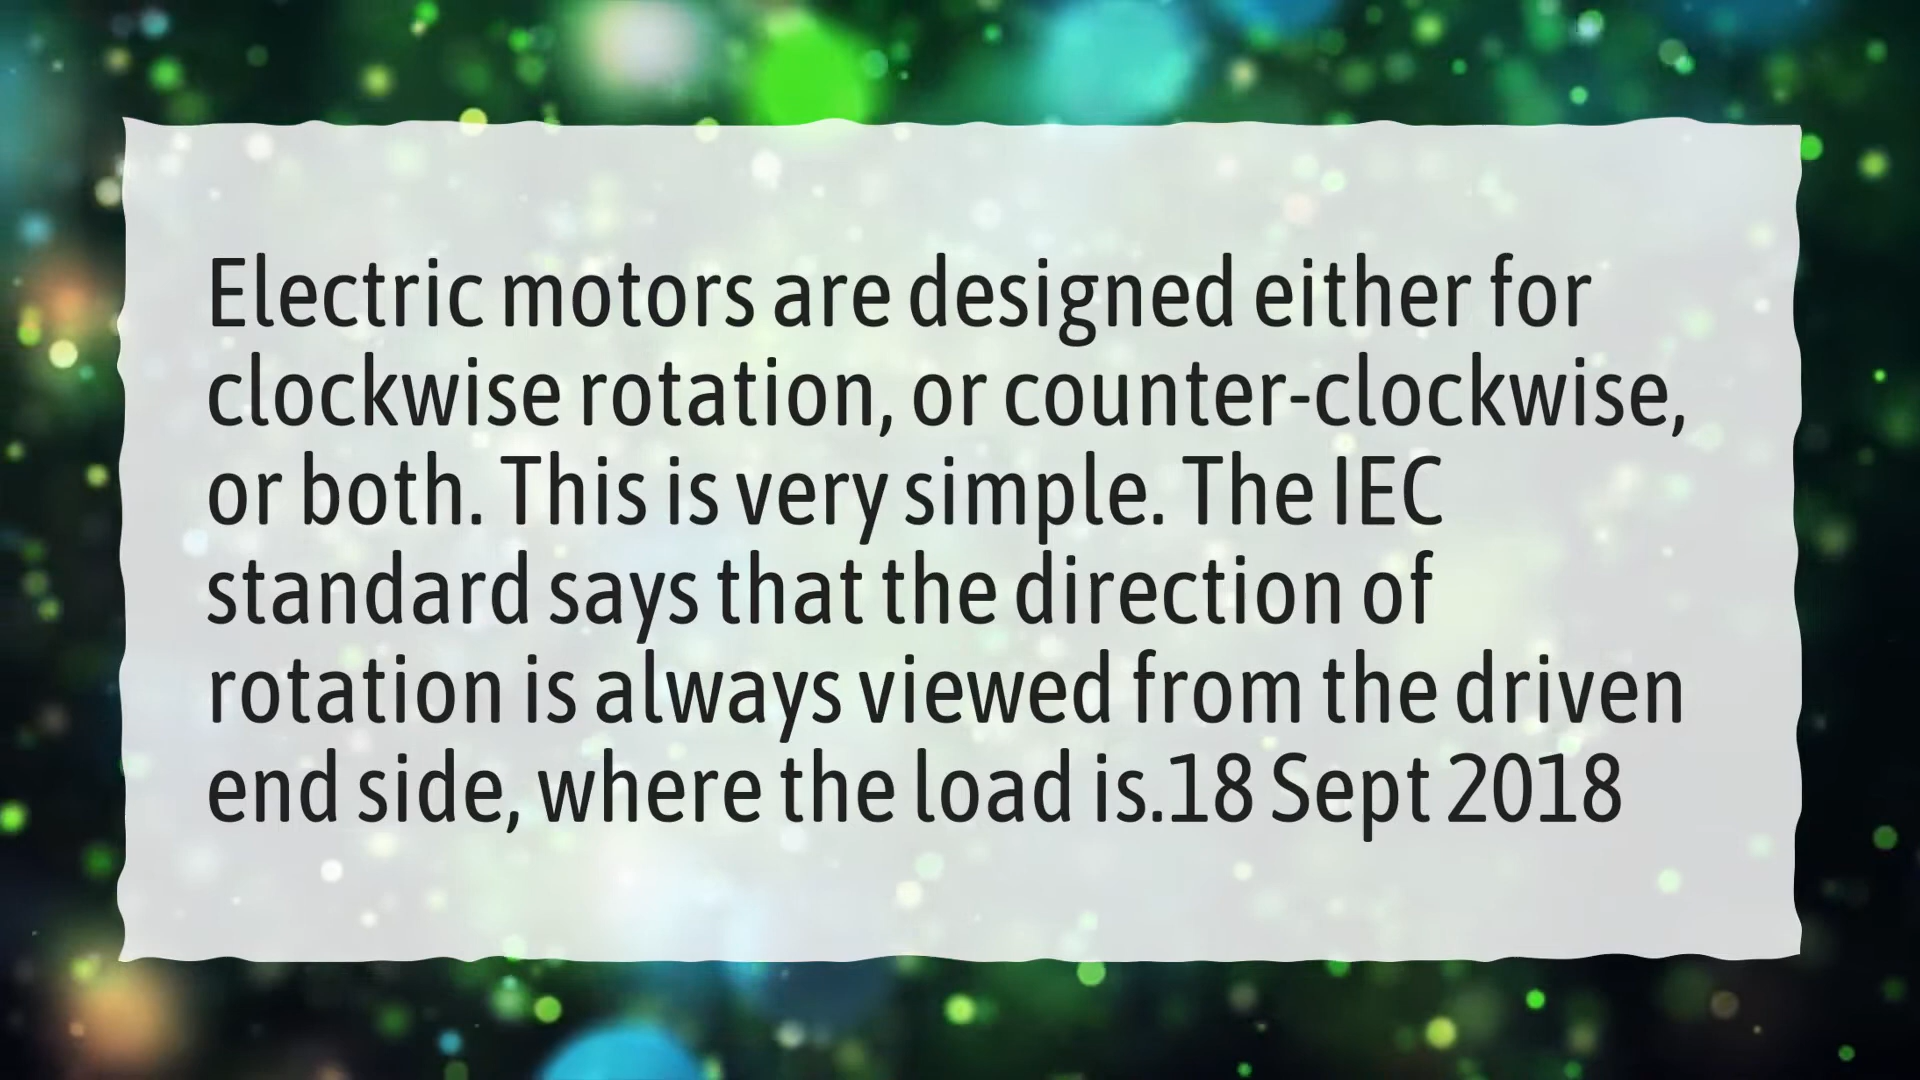 Electric motors are designed either for
clockwise rotation, or counter-clockwise,
or both. This is very simple. The IEC
standard says that the direction of
rotation is always viewed from the driven
end side, where the load is.18 Sept 2018